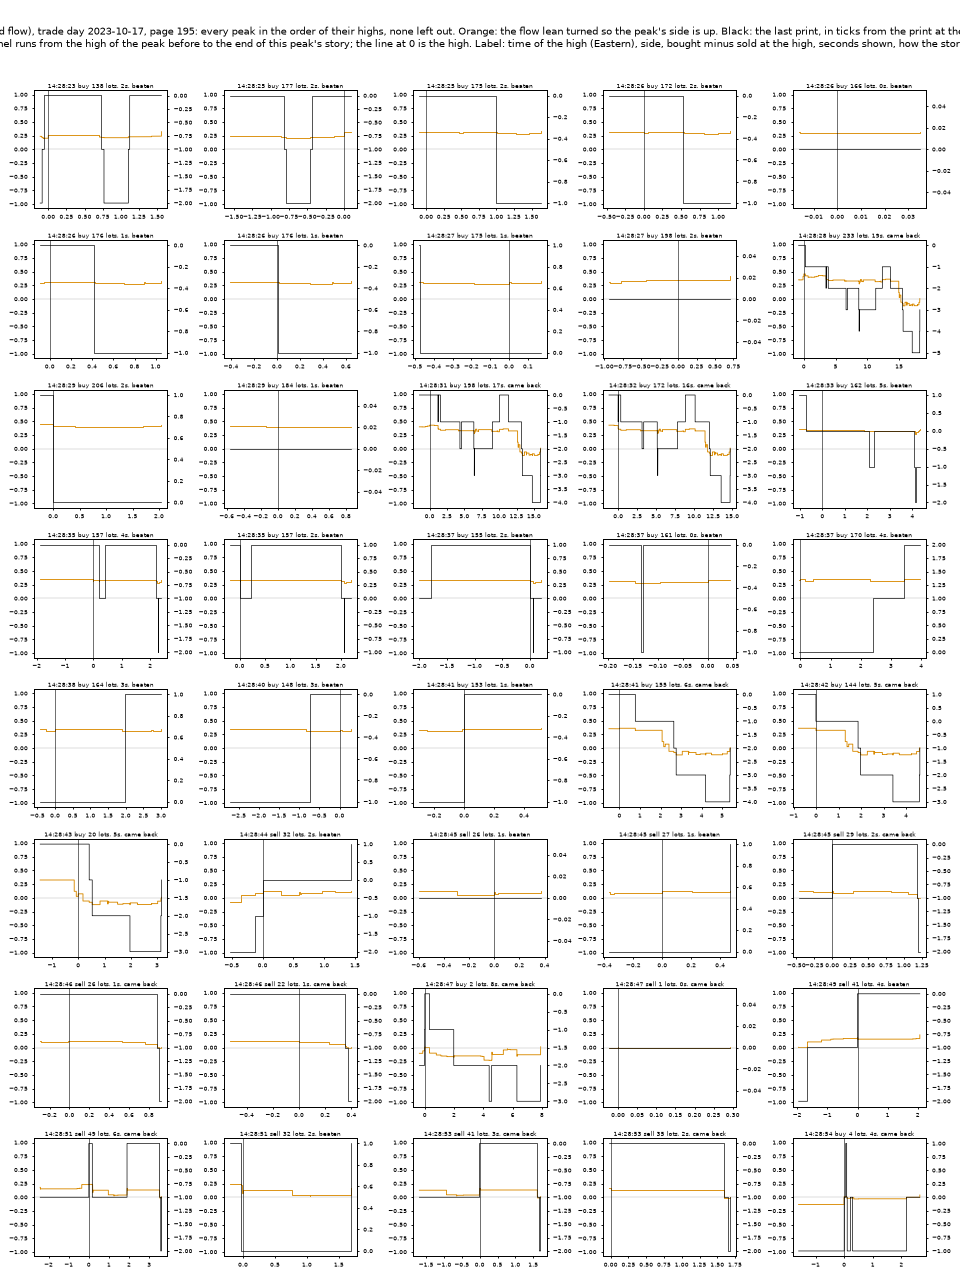 d flow), trade day 2023-10-17, page 195: every peak in the order of their highs, none left out. Orange: the flow lean turned so the peak's side is up. Black: the last print, in ticks from the print at the
nel runs from the high of the peak before to the end of this peak's story; the line at 0 is the high. Label: time of the high (Eastern), side, bought minus sold at the high, seconds shown, how the stor
14:28:23 buy 138 lots. 2s. beaten
14:28:25 buy 177 lots. 2s. beaten
14:28:25 buy 175 lots. 2s. beaten
14:28:26 buy 172 lots. 2s. beaten
14:28:26 buy 166 lots. 0s. beaten
14:28:26 buy 176 lots. 1s. beaten
14:28:26 buy 176 lots. 1s. beaten
14:28:27 buy 175 lots. 1s. beaten
14:28:27 buy 198 lots. 2s. beaten
14:28:28 buy 233 lots. 19s. came back
14:28:29 buy 206 lots. 2s. beaten
14:28:29 buy 184 lots. 1s. beaten
14:28:31 buy 198 lots. 17s. came back
14:28:32 buy 172 lots. 16s. came back
14:28:33 buy 162 lots. 5s. beaten
14:28:35 buy 157 lots. 4s. beaten
14:28:35 buy 157 lots. 2s. beaten
14:28:37 buy 155 lots. 2s. beaten
14:28:37 buy 161 lots. 0s. beaten
14:28:37 buy 170 lots. 4s. beaten
14:28:38 buy 164 lots. 3s. beaten
14:28:40 buy 148 lots. 3s. beaten
14:28:41 buy 153 lots. 1s. beaten
14:28:41 buy 155 lots. 6s. came back
14:28:42 buy 144 lots. 5s. came back
14:28:43 buy 20 lots. 5s. came back
14:28:44 sell 32 lots. 2s. beaten
14:28:45 sell 26 lots. 1s. beaten
14:28:45 sell 27 lots. 1s. beaten
14:28:45 sell 29 lots. 2s. came back
14:28:46 sell 26 lots. 1s. came back
14:28:46 sell 22 lots. 1s. came back
14:28:47 buy 2 lots. 8s. came back
14:28:47 sell 1 lots. 0s. came back
14:28:49 sell 41 lots. 4s. beaten
14:28:51 sell 49 lots. 6s. came back
14:28:51 sell 32 lots. 2s. beaten
14:28:53 sell 41 lots. 3s. came back
14:28:53 sell 35 lots. 2s. came back
14:28:54 buy 4 lots. 4s. came back